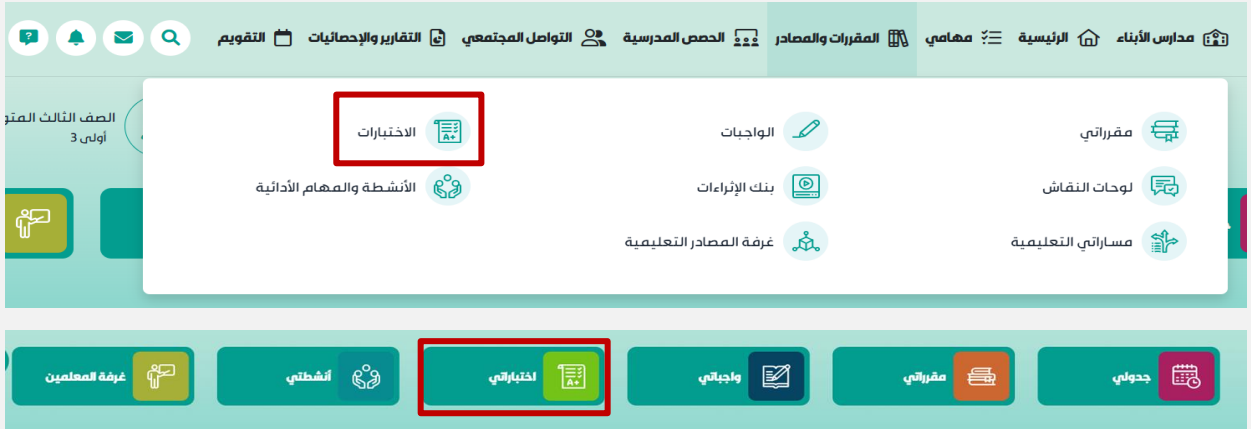 مدارس الأبناء الرئيسية مهامي المقررات والمصادر الحصص المدرسية التواصل المجتمعي التقارير والإحصائيات التقويم
الصف الثالث
أولى 3
مقرراتي الواجبات الاختبارات
لوحات النقاش بنك الإثراءات الأنشطة والمهام الأدائية
مساراتي التعليمية غرفة المصادر التعليمية
جدولي مقرراتي واجباتي اختباراتي أنشطتي غرفة المعلمين